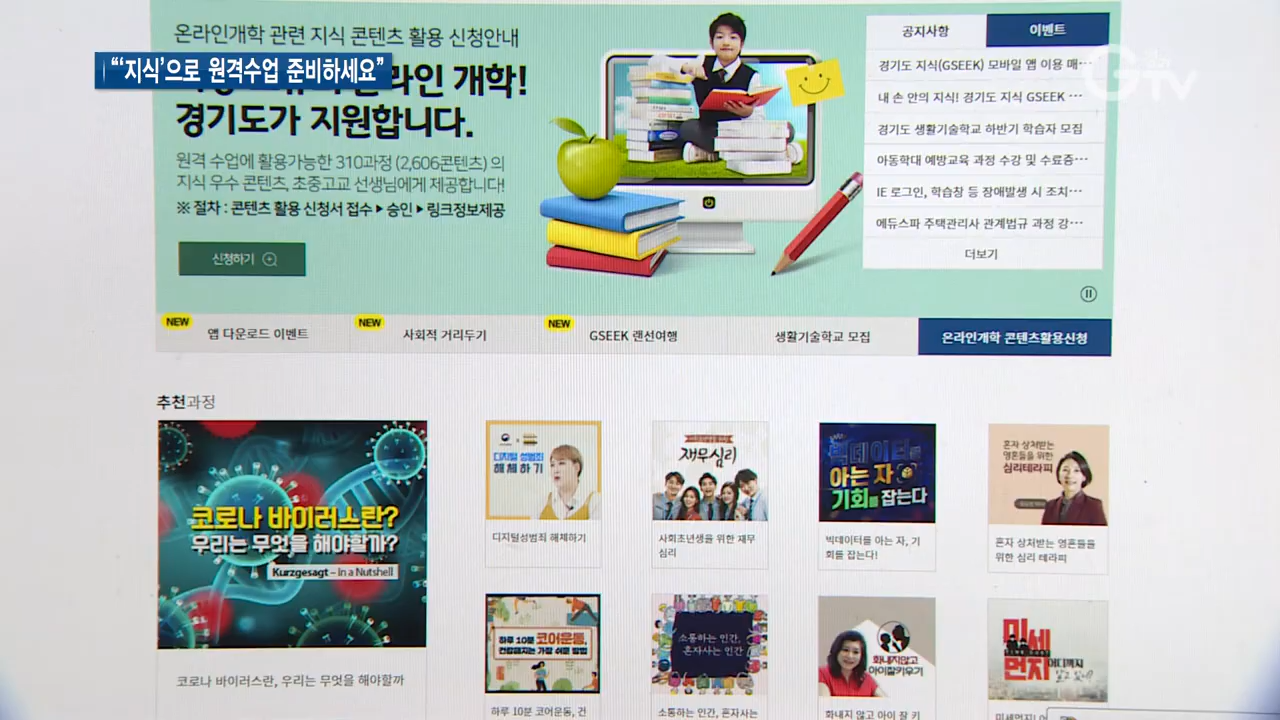 온라인개학 관련 지식 콘텐츠 활용 신청안내
“‘지식’으로 원격수업 준비하세요”
라인 개학!
경기도가 지원합니다.
원격 수업에 활용가능한 310과정 (2,606콘텐츠) 의
지식 우수 콘텐츠, 초중고교 선생님에게 제공합니다!
※ 절차 : 콘텐츠 활용 신청서 접수 ▸ 승인 ▸ 링크정보제공
신청하기
공지사항
이벤트
경기도 지식(GSEEK) 모바일 앱 이용 매···
내 손 안의 지식! 경기도 지식 GSEEK ···
경기도 생활기술학교 하반기 학습자 모집
아동학대 예방교육 과정 수강 및 수료증···
IE 로그인, 학습창 등 장애발생 시 조치···
에듀스파 주택관리사 관계법규 과정 강···
더보기
GTV
NEW
앱 다운로드 이벤트
NEW
사회적 거리두기
NEW
GSEEK 랜선여행
생활기술학교 모집
온라인개학 콘텐츠활용신청
추천과정
코로나 바이러스란?
우리는 무엇을 해야할까?
Kurzgesagt – In a Nutshell
코로나 바이러스란, 우리는 무엇을 해야할까
디지털 성범죄
해체하기
디지털성범죄 해체하기
재무심리
사회초년생을 위한 재무
심리
빅데이터를
아는 자
기회를 잡는다
빅데이터를 아는 자, 기
회를 잡는다!
혼자 상처받는
영혼들을 위한
심리테라피
혼자 상처받는 영혼들을
위한 심리 테라피
하루 10분 코어운동,
건강해지는 가장 쉬운 방법
하루 10분 코어운동, 건
소통하는 인간,
혼자사는 인간
소통하는 인간, 혼자사는
화내지않고
아이잘키우기
화내지 않고 아이 잘 키
미세
먼지
어디까지
알고 있니?